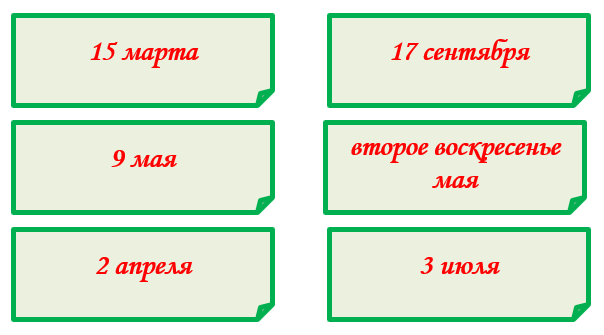 15 марта
17 сентября
9 мая
второе воскресенье
мая
2 апреля
3 июля